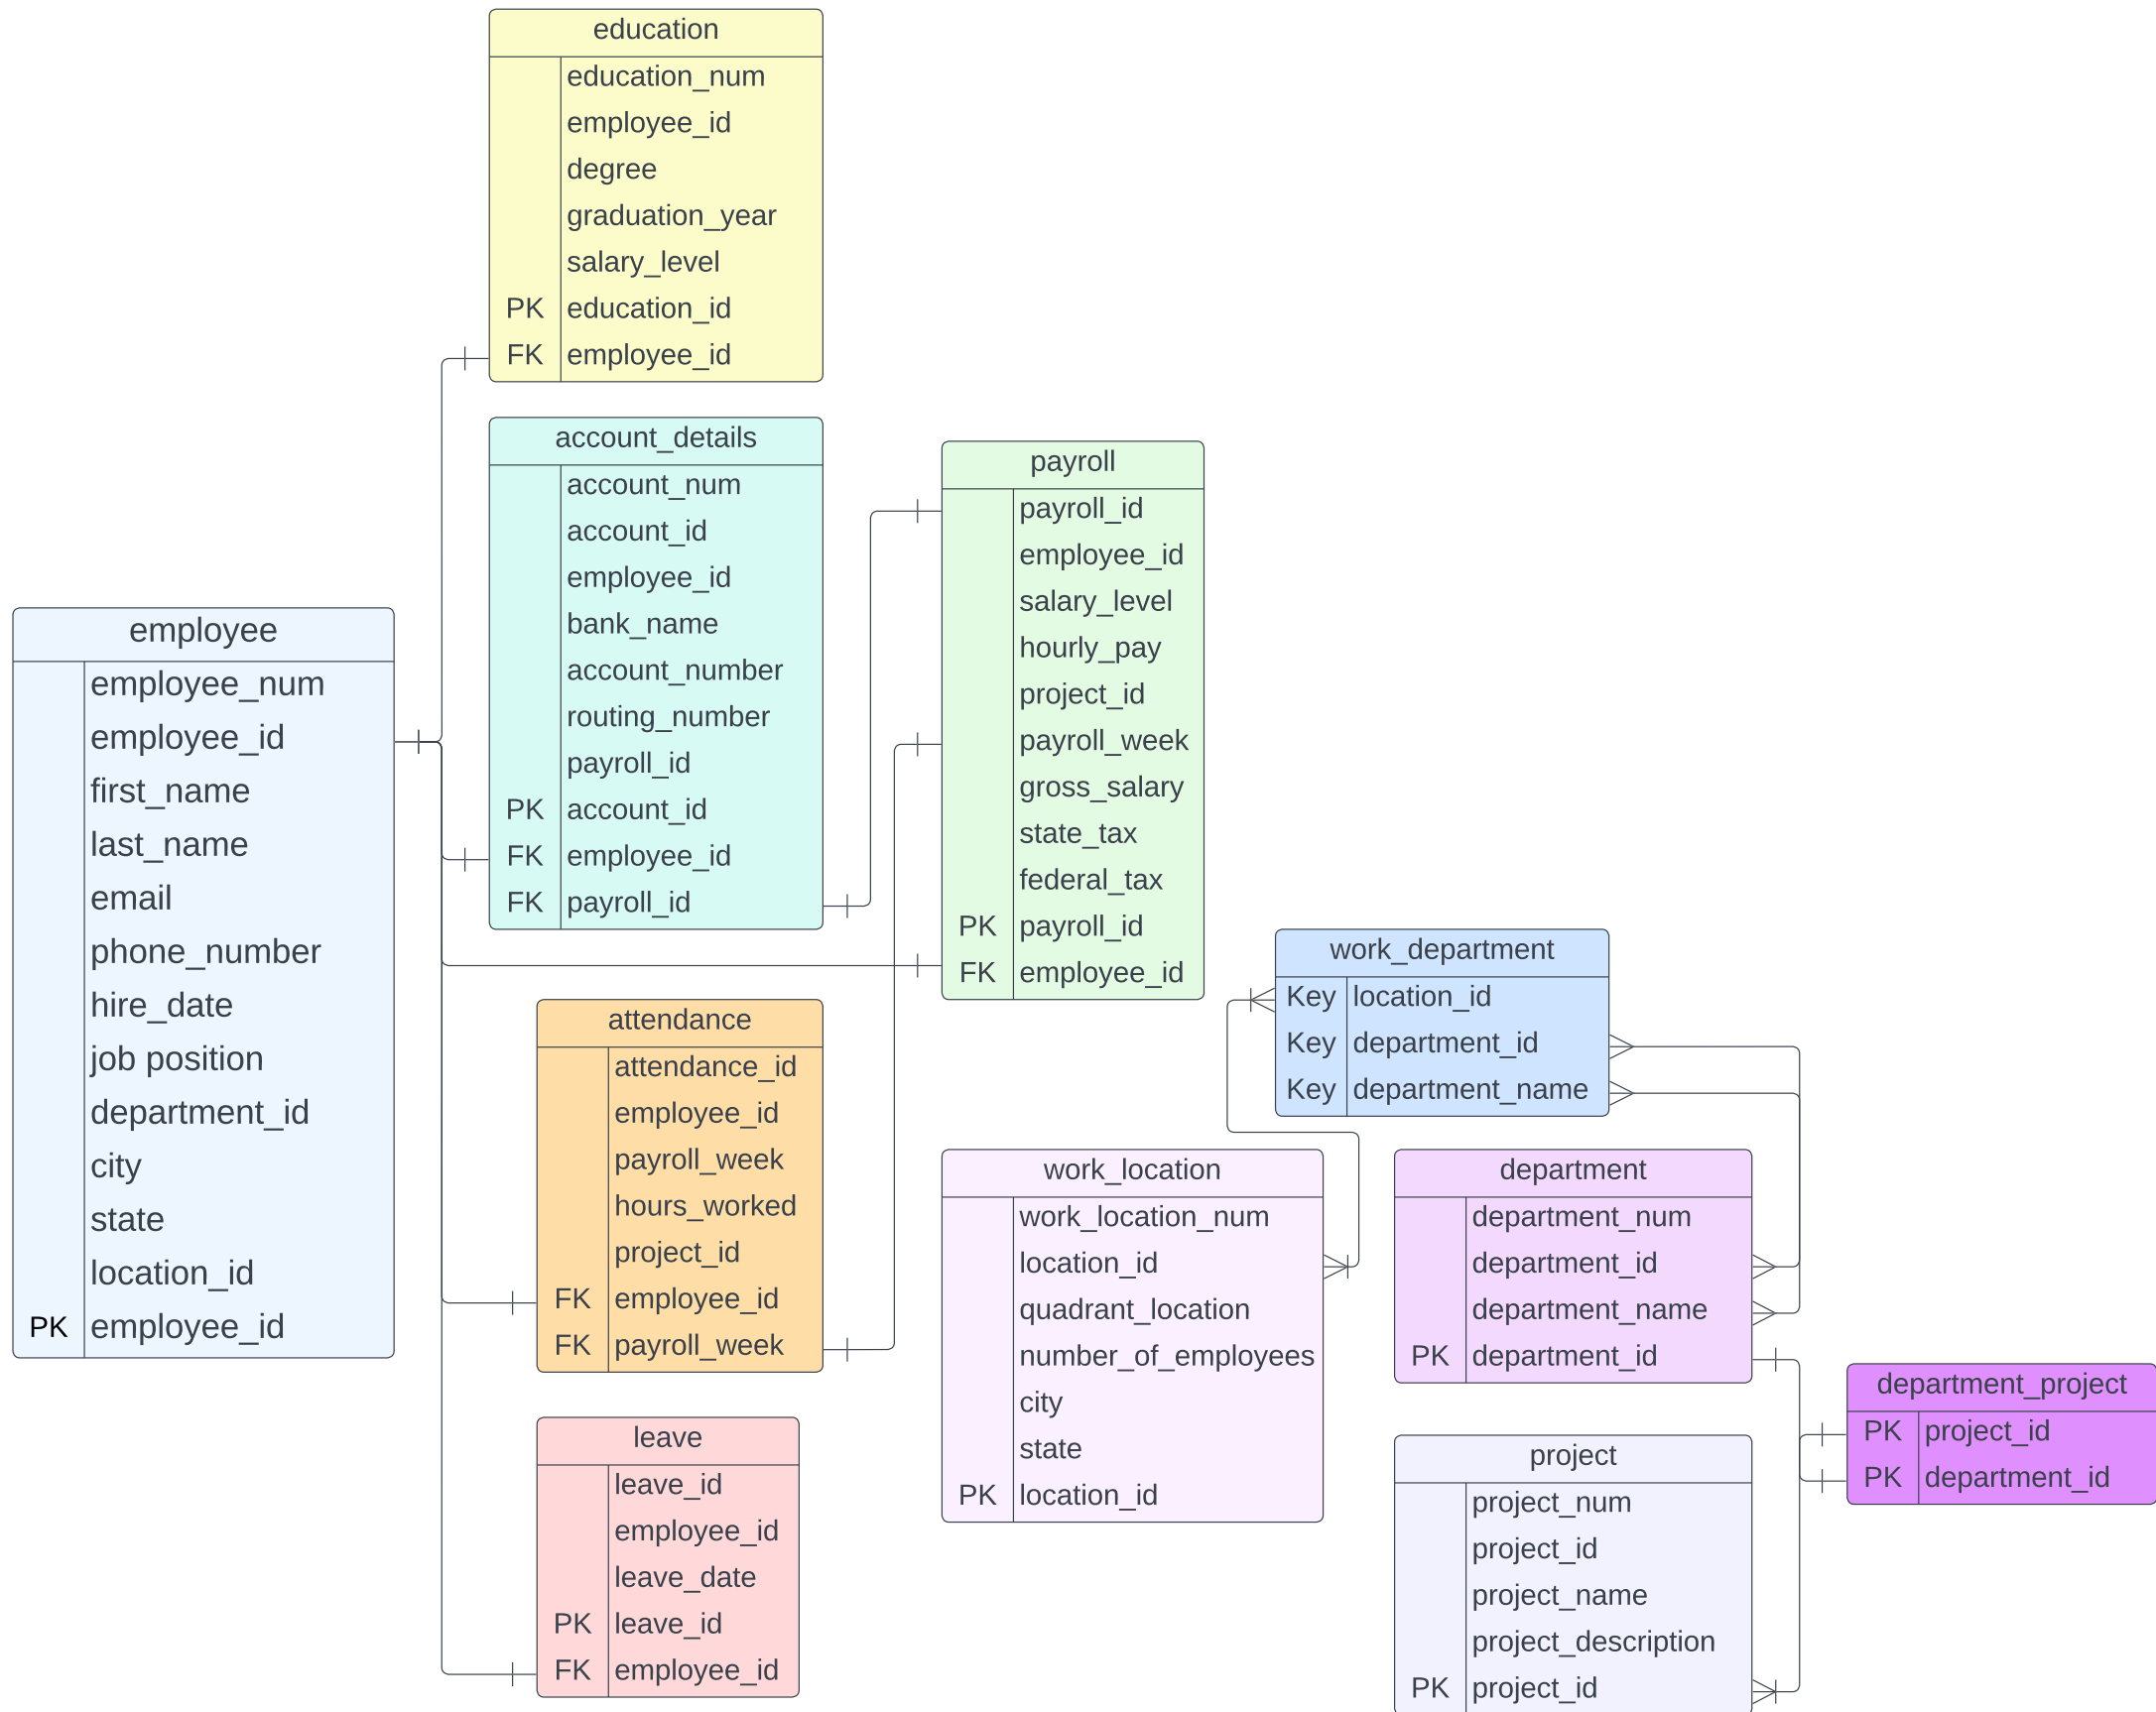 education
education_num
employee_id
degree
graduation_year
salary_level
PK education_id
FK employee_id
account_details
account_num
account_id
employee_id
bank_name
account_number
routing_number
payroll_id
PK account_id
FK employee_id
FK payroll_id
payroll
payroll_id
employee_id
salary_level
hourly_pay
project_id
payroll_week
gross_salary
state_tax
federal_tax
PK payroll_id
FK employee_id
employee
employee_num
employee_id
first_name
last_name
email
phone_number
hire_date
job position
department_id
city
state
location_id
PK employee_id
attendance
attendance_id
employee_id
payroll_week
hours_worked
project_id
FK employee_id
FK payroll_week
leave
leave_id
employee_id
leave_date
PK leave_id
FK employee_id
work_department
Key location_id
Key department_id
Key department_name
work_location
work_location_num
location_id
quadrant_location
number_of_employees
city
state
PK location_id
department
department_num
department_id
department_name
PK department_id
department_project
PK project_id
PK department_id
project
project_num
project_id
project_name
project_description
PK project_id